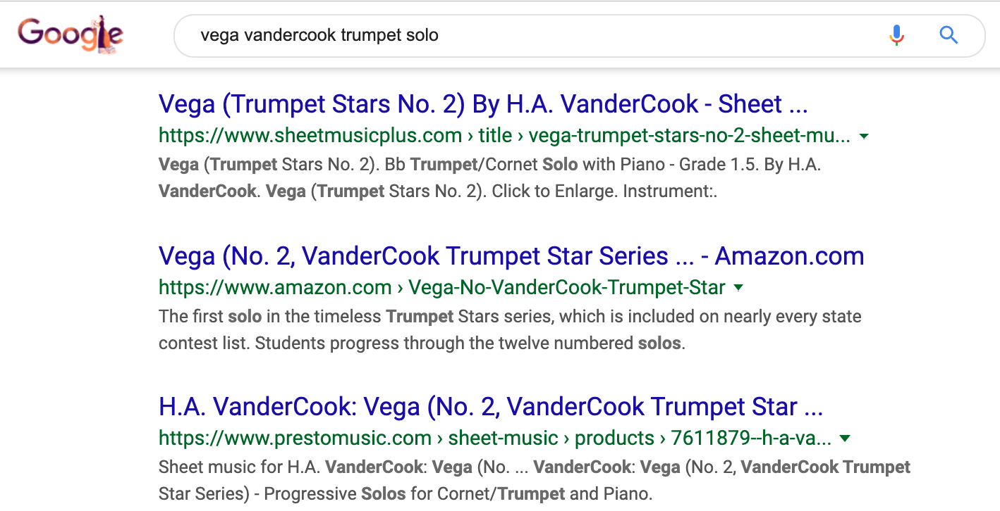 Google
vega vandercook trumpet solo
Vega (Trumpet Stars No. 2) By H.A. VanderCook - Sheet ...
https://www.sheetmusicplus.com › title › vega-trumpet-stars-no-2-sheet-mu...
Vega (Trumpet Stars No. 2). Bb Trumpet/Cornet Solo with Piano - Grade 1.5. By H.A.
VanderCook. Vega (Trumpet Stars No. 2). Click to Enlarge. Instrument:.
Vega (No. 2, VanderCook Trumpet Star Series ... - Amazon.com
https://www.amazon.com › Vega-No-VanderCook-Trumpet-Star
The first solo in the timeless Trumpet Stars series, which is included on nearly every state
contest list. Students progress through the twelve numbered solos.
H.A. VanderCook: Vega (No. 2, VanderCook Trumpet Star ...
https://www.prestomusic.com › sheet-music › products › 7611879--h-a-va...
Sheet music for H.A. VanderCook: Vega (No. ... VanderCook: Vega (No. 2, VanderCook Trumpet
Star Series) - Progressive Solos for Cornet/Trumpet and Piano.